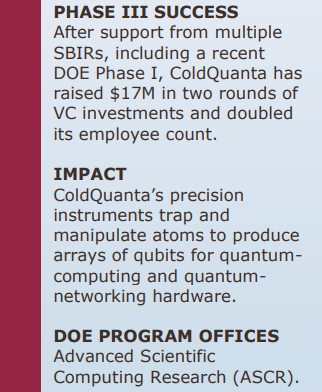 PHASE III SUCCESS
After support from multiple
SBIRs, including a recent
DOE Phase I, ColdQuanta has
raised $17M in two rounds of
VC investments and doubled
its employee count.
IMPACT
ColdQuanta’s precision
instruments trap and
manipulate atoms to produce
arrays of qubits for quantum-
computing and quantum-
networking hardware.
DOE PROGRAM OFFICES
Advanced Scientific
Computing Research (ASCR).